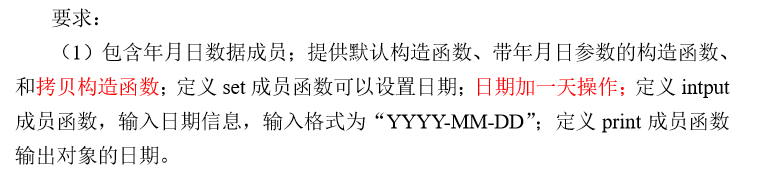 要求：
（1）包含年月日数据成员；提供默认构造函数、带年月日参数的构造函数、
和拷贝构造函数；定义 set 成员函数可以设置日期；日期加一天操作；定义 intput
成员函数，输入日期信息，输入格式为“YYYY-MM-DD”；定义 print 成员函数
输出对象的日期。